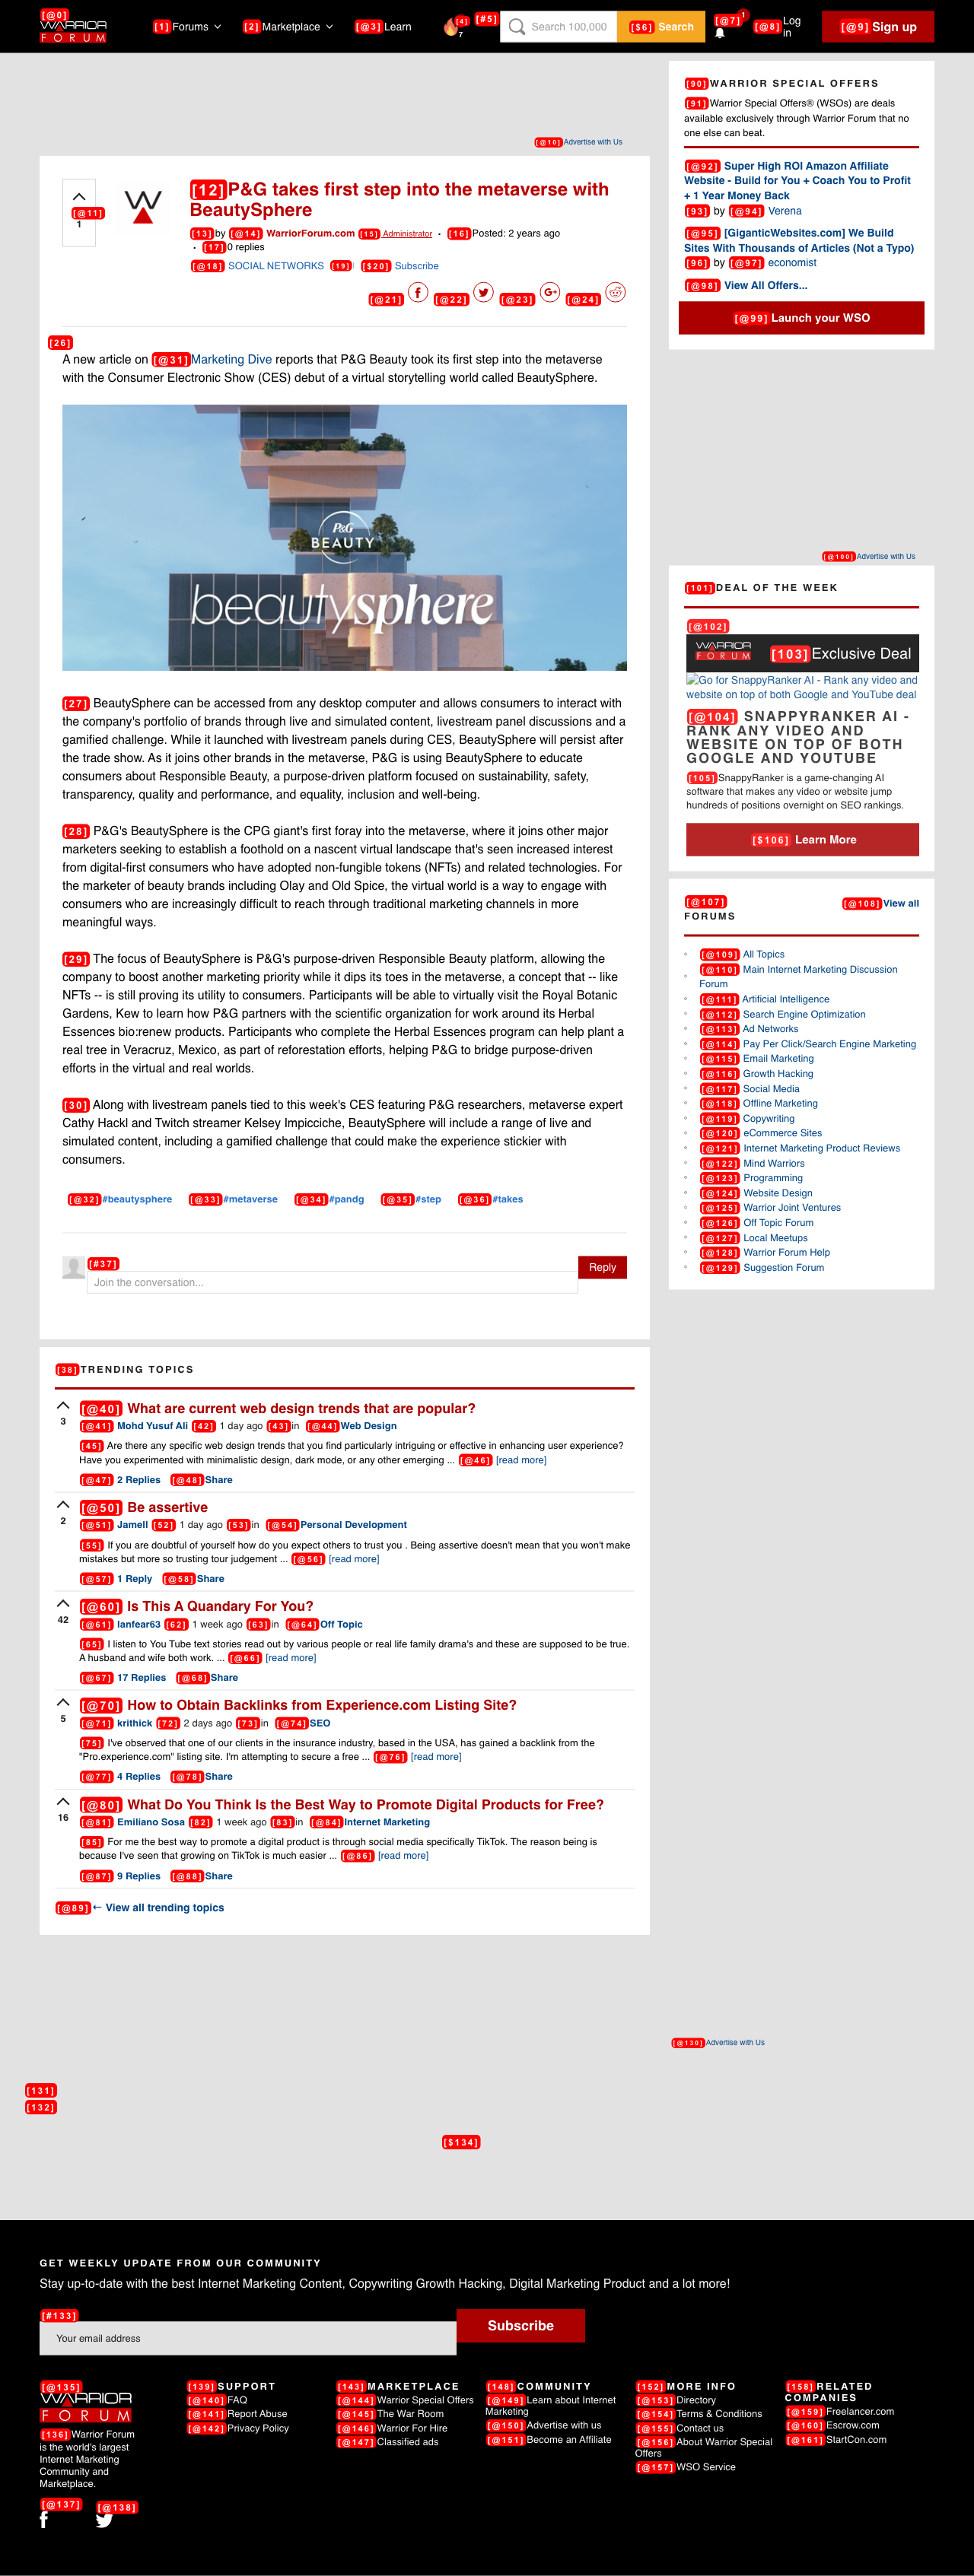 [@0]
WARRIOR
FORUM
[1] Forums
[2] Marketplace
[@3] Learn
[4]
7
[#5]
Search 100,000
[$6] Search
[@7] 1
[@8] Log in
[@9] Sign up
[@10] Advertise with Us
[@11]
1
[12]P&G takes first step into the metaverse with
BeautySphere
[13] by [@14] WarriorForum.com [15] Administrator • [16] Posted: 2 years ago
• [17] 0 replies
[@18] SOCIAL NETWORKS [19] [$20] Subscribe
[@21] [@22] [@23] [@24]
[26]
A new article on [@31] Marketing Dive reports that P&G Beauty took its first step into the metaverse
with the Consumer Electronic Show (CES) debut of a virtual storytelling world called BeautySphere.
P&G
BEAUTY
beautysphere
[27] BeautySphere can be accessed from any desktop computer and allows consumers to interact with
the company's portfolio of brands through live and simulated content, livestream panel discussions and a
gamified challenge. While it launched with livestream panels during CES, BeautySphere will persist after
the trade show. As it joins other brands in the metaverse, P&G is using BeautySphere to educate
consumers about Responsible Beauty, a purpose-driven platform focused on sustainability, safety,
transparency, quality and performance, and equality, inclusion and well-being.
[28] P&G's BeautySphere is the CPG giant's first foray into the metaverse, where it joins other major
marketers seeking to establish a foothold on a nascent virtual landscape that's seen increased interest
from digital-first consumers who have adopted non-fungible tokens (NFTs) and related technologies. For
the marketer of beauty brands including Olay and Old Spice, the virtual world is a way to engage with
consumers who are increasingly difficult to reach through traditional marketing channels in more
meaningful ways.
[29] The focus of BeautySphere is P&G's purpose-driven Responsible Beauty platform, allowing the
company to boost another marketing priority while it dips its toes in the metaverse, a concept that -- like
NFTs -- is still proving its utility to consumers. Participants will be able to virtually visit the Royal Botanic
Gardens, Kew to learn how P&G partners with the scientific organization for work around its Herbal
Essences bio:renew products. Participants who complete the Herbal Essences program can help plant a
real tree in Veracruz, Mexico, as part of reforestation efforts, helping P&G to bridge purpose-driven
efforts in the virtual and real worlds.
[30] Along with livestream panels tied to this week's CES featuring P&G researchers, metaverse expert
Cathy Hackl and Twitch streamer Kelsey Impicciche, BeautySphere will include a range of live and
simulated content, including a gamified challenge that could make the experience stickier with
consumers.
[@32] #beautysphere [@33] #metaverse [@34] #pandg [@35] #step [@36] #takes
[#37]
Join the conversation...
Reply
[38] TRENDING TOPICS
3
[@40] What are current web design trends that are popular?
[@41] Mohd Yusuf Ali [42] 1 day ago [43] in [@44] Web Design
[45] Are there any specific web design trends that you find particularly intriguing or effective in enhancing user experience?
Have you experimented with minimalistic design, dark mode, or any other emerging ... [@46] [read more]
[@47] 2 Replies [@48] Share
2
[@50] Be assertive
[@51] Jamell [52] 1 day ago [53] in [@54] Personal Development
[55] If you are doubtful of yourself how do you expect others to trust you . Being assertive doesn't mean that you won't make
mistakes but more so trusting tour judgement ... [@56] [read more]
[@57] 1 Reply [@58] Share
42
[@60] Is This A Quandary For You?
[@61] lanfear63 [62] 1 week ago [63] in [@64] Off Topic
[65] I listen to You Tube text stories read out by various people or real life family drama's and these are supposed to be true.
A husband and wife both work. ... [@66] [read more]
[@67] 17 Replies [@68] Share
5
[@70] How to Obtain Backlinks from Experience.com Listing Site?
[@71] krithick [72] 2 days ago [73] in [@74] SEO
[75] I've observed that one of our clients in the insurance industry, based in the USA, has gained a backlink from the
"Pro.experience.com" listing site. I'm attempting to secure a free ... [@76] [read more]
[@77] 4 Replies [@78] Share
16
[@80] What Do You Think Is the Best Way to Promote Digital Products for Free?
[@81] Emiliano Sosa [82] 1 week ago [83] in [@84] Internet Marketing
[85] For me the best way to promote a digital product is through social media specifically TikTok. The reason being is
because I've seen that growing on TikTok is much easier ... [@86] [read more]
[@87] 9 Replies [@88] Share
[@89] ← View all trending topics
[90] WARRIOR SPECIAL OFFERS
[91] Warrior Special Offers® (WSOs) are deals
available exclusively through Warrior Forum that no
one else can beat.
[@92] Super High ROI Amazon Affiliate
Website - Build for You + Coach You to Profit
+ 1 Year Money Back
[93] by [@94] Verena
[@95] [GiganticWebsites.com] We Build
Sites With Thousands of Articles (Not a Typo)
[96] by [@97] economist
[@98] View All Offers...
[@99] Launch your WSO
[@100] Advertise with Us
[101] DEAL OF THE WEEK
[@102]
WARRIOR
FORUM
[103] Exclusive Deal
Go for SnappyRanker AI - Rank any video and
website on top of both Google and YouTube deal
[@104] SNAPPYRANKER AI -
RANK ANY VIDEO AND
WEBSITE ON TOP OF BOTH
GOOGLE AND YOUTUBE
[105] SnappyRanker is a game-changing AI
software that makes any video or website jump
hundreds of positions overnight on SEO rankings.
[$106] Learn More
[@107]
FORUMS
[@108] View all
[@109] All Topics
[@110] Main Internet Marketing Discussion
Forum
[@111] Artificial Intelligence
[@112] Search Engine Optimization
[@113] Ad Networks
[@114] Pay Per Click/Search Engine Marketing
[@115] Email Marketing
[@116] Growth Hacking
[@117] Social Media
[@118] Offline Marketing
[@119] Copywriting
[@120] eCommerce Sites
[@121] Internet Marketing Product Reviews
[@122] Mind Warriors
[@123] Programming
[@124] Website Design
[@125] Warrior Joint Ventures
[@126] Off Topic Forum
[@127] Local Meetups
[@128] Warrior Forum Help
[@129] Suggestion Forum
[@130] Advertise with Us
[131]
[132]
[$134]
GET WEEKLY UPDATE FROM OUR COMMUNITY
Stay up-to-date with the best Internet Marketing Content, Copywriting Growth Hacking, Digital Marketing Product and a lot more!
[#133]
Your email address
Subscribe
[@135]
WARRIOR
FORUM
[136] Warrior Forum
is the world's largest
Internet Marketing
Community and
Marketplace.
[@137] [@138]
[139] SUPPORT
[@140] FAQ
[@141] Report Abuse
[@142] Privacy Policy
[143] MARKETPLACE
[@144] Warrior Special Offers
[@145] The War Room
[@146] Warrior For Hire
[@147] Classified ads
[148] COMMUNITY
[@149] Learn about Internet
Marketing
[@150] Advertise with us
[@151] Become an Affiliate
[152] MORE INFO
[@153] Directory
[@154] Terms & Conditions
[@155] Contact us
[@156] About Warrior Special
Offers
[@157] WSO Service
[158] RELATED
COMPANIES
[@159] Freelancer.com
[@160] Escrow.com
[@161] StartCon.com